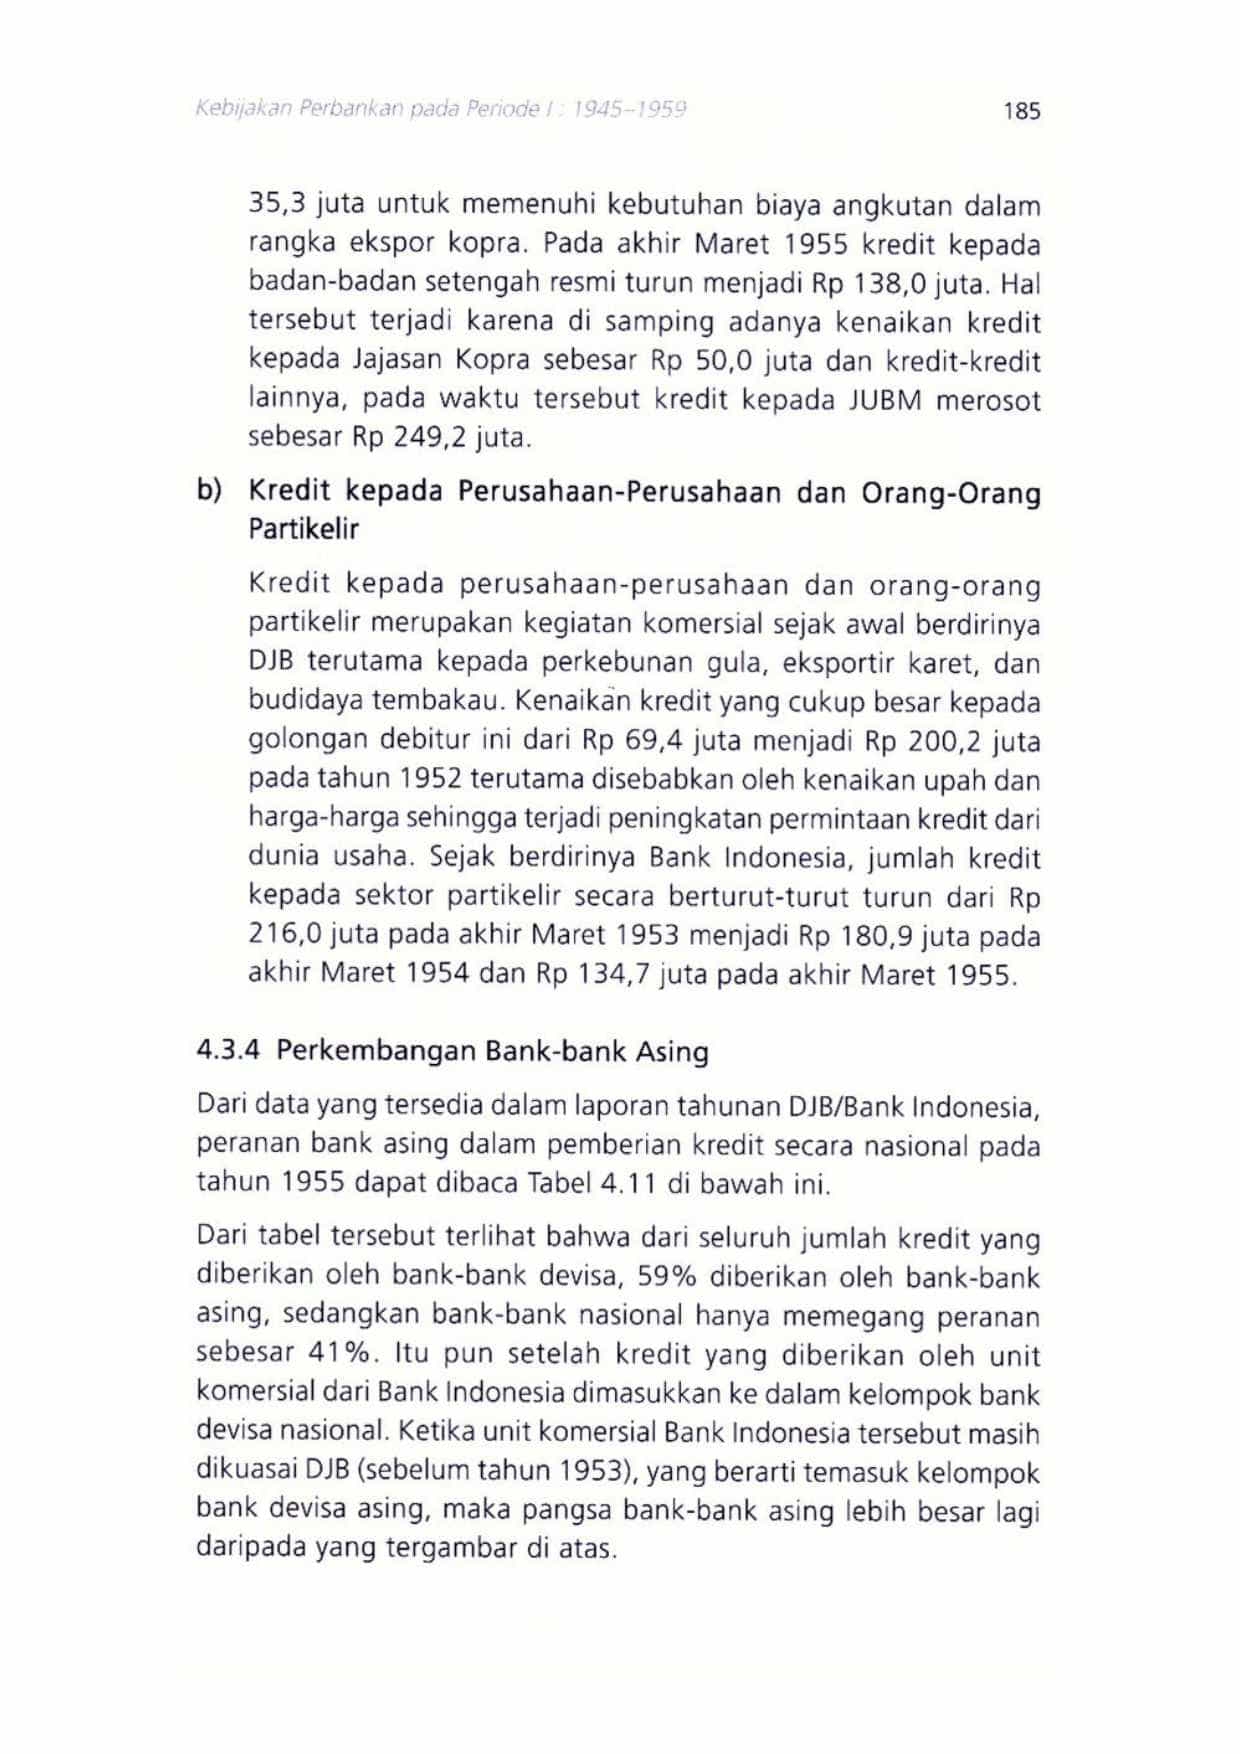 Kebijakan Perbankan pada Periode I : 1945–1959 185
35,3 juta untuk memenuhi kebutuhan biaya angkutan dalam
rangka ekspor kopra. Pada akhir Maret 1955 kredit kepada
badan-badan setengah resmi turun menjadi Rp 138,0 juta. Hal
tersebut terjadi karena di samping adanya kenaikan kredit
kepada Jajasan Kopra sebesar Rp 50,0 juta dan kredit-kredit
lainnya, pada waktu tersebut kredit kepada JUBM merosot
sebesar Rp 249,2 juta.
b) Kredit kepada Perusahaan-Perusahaan dan Orang-Orang
Partikelir
Kredit kepada perusahaan-perusahaan dan orang-orang
partikelir merupakan kegiatan komersial sejak awal berdirinya
DJB terutama kepada perkebunan gula, eksportir karet, dan
budidaya tembakau. Kenaikan kredit yang cukup besar kepada
golongan debitur ini dari Rp 69,4 juta menjadi Rp 200,2 juta
pada tahun 1952 terutama disebabkan oleh kenaikan upah dan
harga-harga sehingga terjadi peningkatan permintaan kredit dari
dunia usaha. Sejak berdirinya Bank Indonesia, jumlah kredit
kepada sektor partikelir secara berturut-turut turun dari Rp
216,0 juta pada akhir Maret 1953 menjadi Rp 180,9 juta pada
akhir Maret 1954 dan Rp 134,7 juta pada akhir Maret 1955.
4.3.4 Perkembangan Bank-bank Asing
Dari data yang tersedia dalam laporan tahunan DJB/Bank Indonesia,
peranan bank asing dalam pemberian kredit secara nasional pada
tahun 1955 dapat dibaca Tabel 4.11 di bawah ini.
Dari tabel tersebut terlihat bahwa dari seluruh jumlah kredit yang
diberikan oleh bank-bank devisa, 59% diberikan oleh bank-bank
asing, sedangkan bank-bank nasional hanya memegang peranan
sebesar 41%. Itu pun setelah kredit yang diberikan oleh unit
komersial dari Bank Indonesia dimasukkan ke dalam kelompok bank
devisa nasional. Ketika unit komersial Bank Indonesia tersebut masih
dikuasai DJB (sebelum tahun 1953), yang berarti temasuk kelompok
bank devisa asing, maka pangsa bank-bank asing lebih besar lagi
daripada yang tergambar di atas.